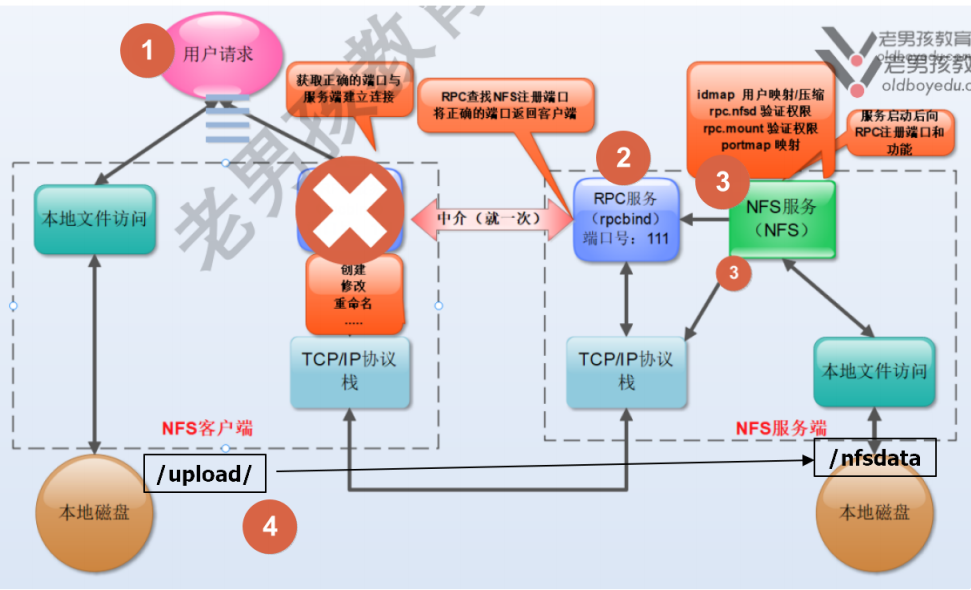 老男孩教育
oldboyedu.com
老男孩教
oldboyedu.c
老男孩教育
1
用户请求
获取正确的端口与
服务端建立连接
RPC查找NFS注册端口
将正确的端口返回客户端
idmap 用户映射/压缩
rpc.nfsd 验证权限
rpc.mount 验证权限
portmap 映射
服务启动后向
RPC注册端口和
功能
2
3
本地文件访问
中介（就一次）
RPC服务
（rpcbind）
端口号：111
NFS服务
（NFS）
创建
修改
重命名
.....
3
TCP/IP协议
栈
TCP/IP协议
栈
本地文件访问
NFS客户端
NFS服务端
/upload/
/nfsdata
本地磁盘
4
本地磁盘